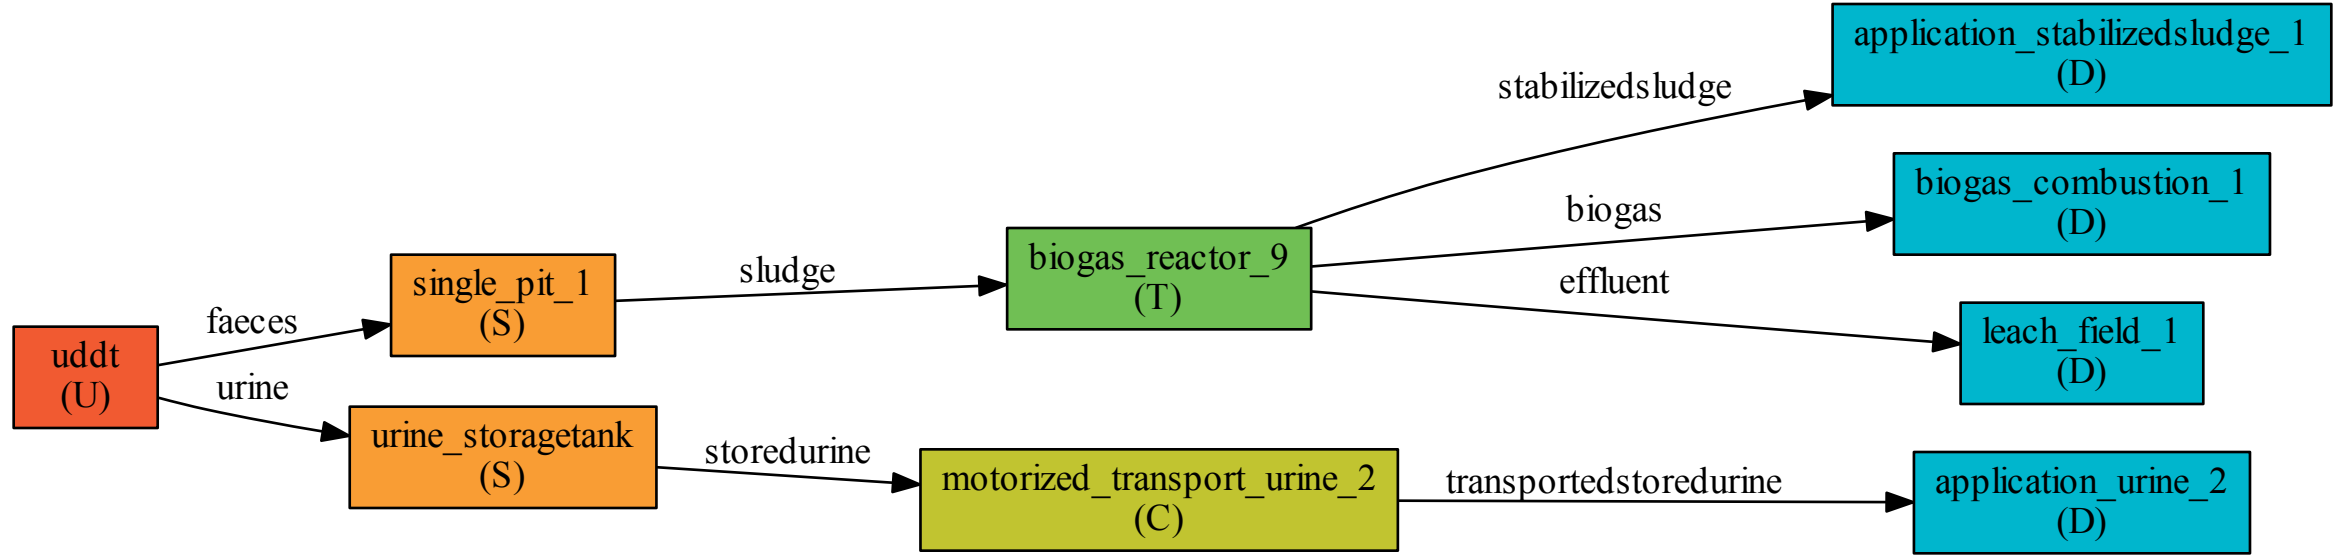 uddt
(U)
faeces
urine
single_pit_1
(S)
urine_storagetank
(S)
sludge
storedurine
biogas_reactor_9
(T)
motorized_transport_urine_2
(C)
stabilizedsludge
biogas
effluent
transportedstoredurine
application_stabilizedsludge_1
(D)
biogas_combustion_1
(D)
leach_field_1
(D)
application_urine_2
(D)